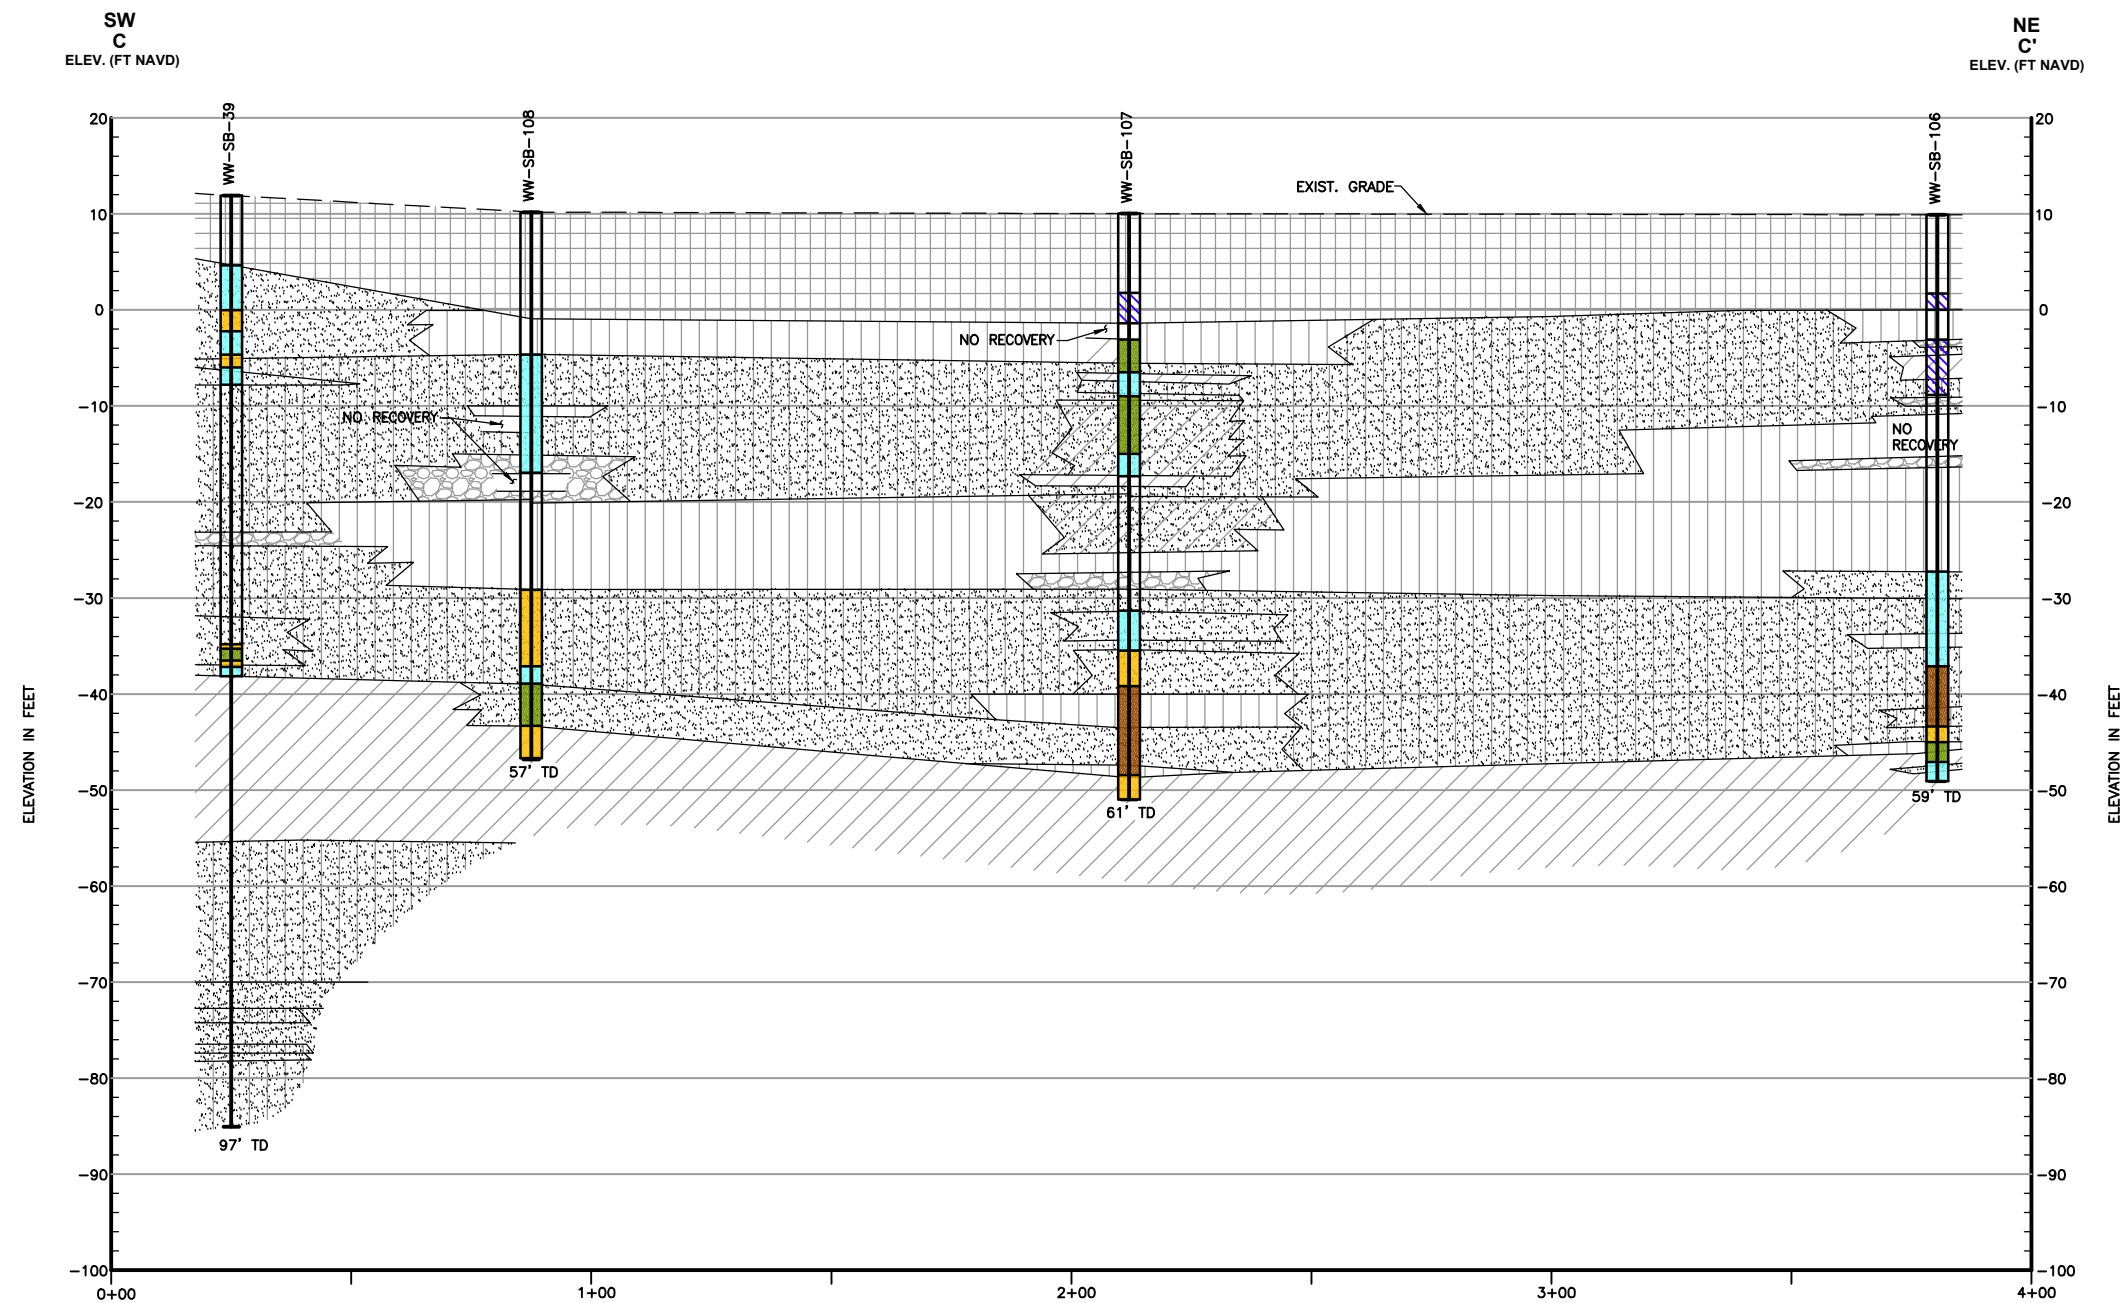 SW
C
ELEV. (FT NAVD)
NE
C'
ELEV. (FT NAVD)
WW-SB-39
WW-SB-108
WW-SB-107
WW-SB-106
20
10
0
-10
-20
-30
-40
-50
-60
-70
-80
-90
-100
20
10
0
-10
-20
-30
-40
-50
-60
-70
-80
-90
-100
ELEVATION IN FEET
ELEVATION IN FEET
EXIST. GRADE
NO RECOVERY
NO RECOVERY
NO
RECOVERY
57' TD
61' TD
59' TD
97' TD
0+00
1+00
2+00
3+00
4+00